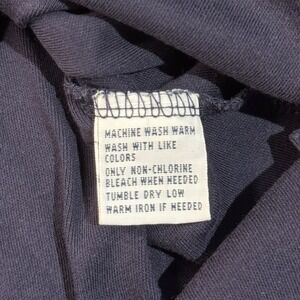 MACHINE WASH WARM
WASH WITH LIKE
COLORS
ONLY NON-CHLORINE
BLEACH WHEN NEEDED
TUMBLE DRY LOW
WARM IRON IF NEEDED